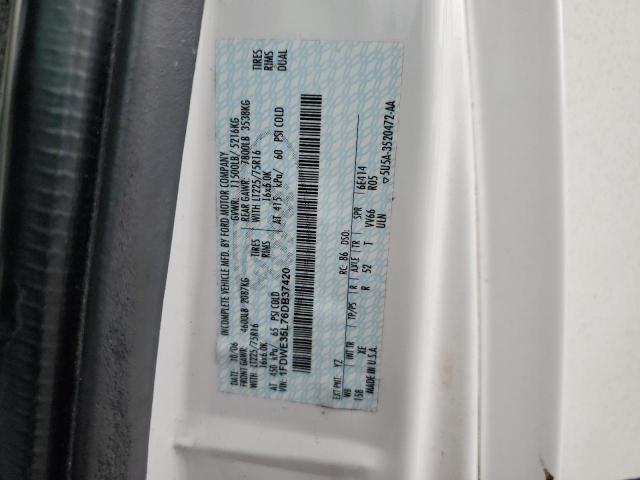 INCOMPLETE VEHICLE MFD. BY FORD MOTOR COMPANY
DATE: 10/06 GVWR: 11500LB/ 5216KG
FRONT GAWR: 4600LB 2087KG REAR GAWR: 7800LB 3538KG
WITH LT225/75R16 TIRES WITH LT225/75R16 TIRES
16x6.0K RIMS 16x6.0K RIMS
AT 450 kPa/ 65 PSI COLD AT 415 kPa/ 60 PSI COLD DUAL
VIN: 1FDWE35L76DB37420
EXT PNT: YZ RC: 86 DSO:
WB INT TR TP/PS R AXLE TR SPR 6E414
158 XE R 52 T VV66 R05
MADE IN U.S.A. ULN
▽5U5A-3520472-AA